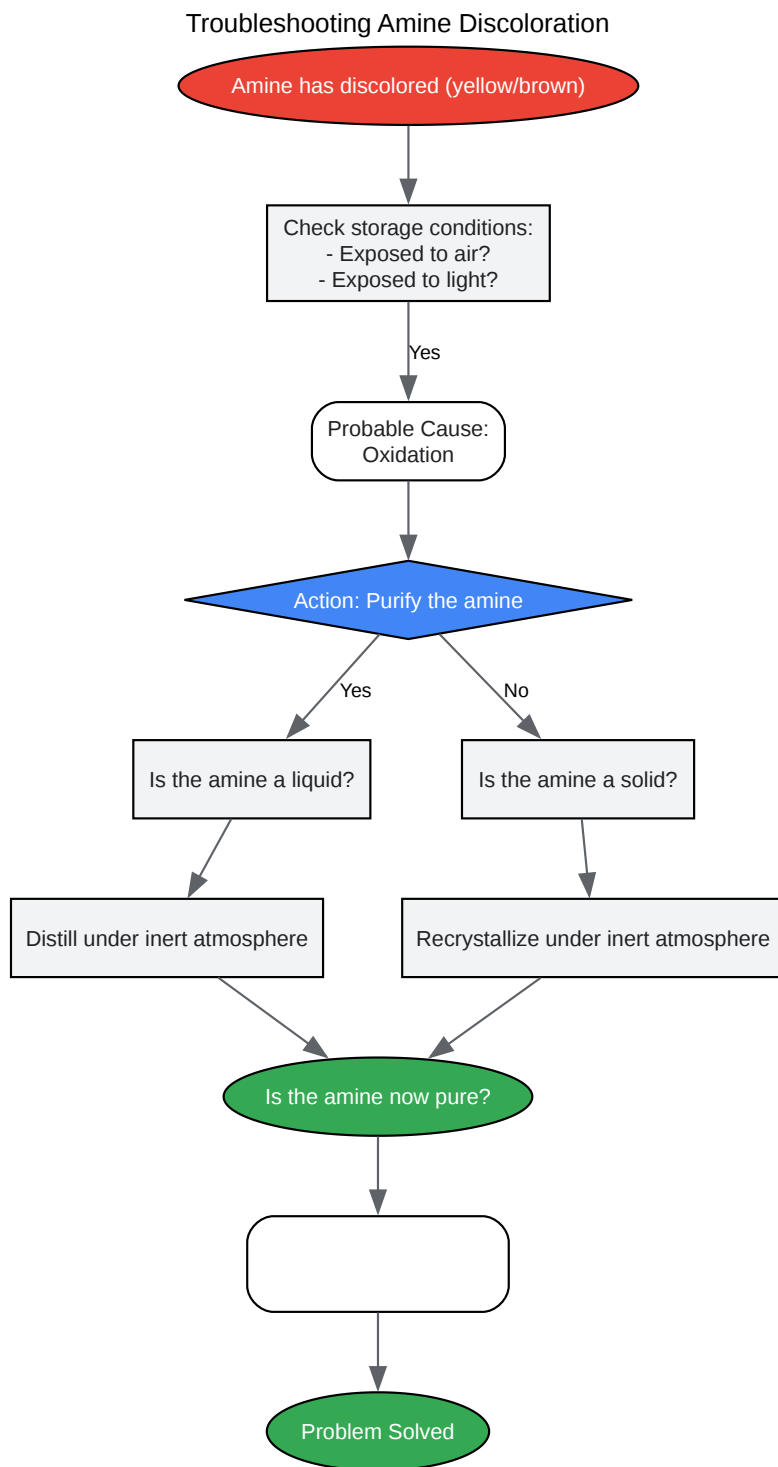 Troubleshooting Amine Discoloration
Amine has discolored (yellow/brown)
Check storage conditions:
- Exposed to air?
- Exposed to light?
Yes
Probable Cause:
Oxidation
Action: Purify the amine
Yes
No
Is the amine a liquid?
Is the amine a solid?
Distill under inert atmosphere
Recrystallize under inert atmosphere
Is the amine now pure?
Problem Solved